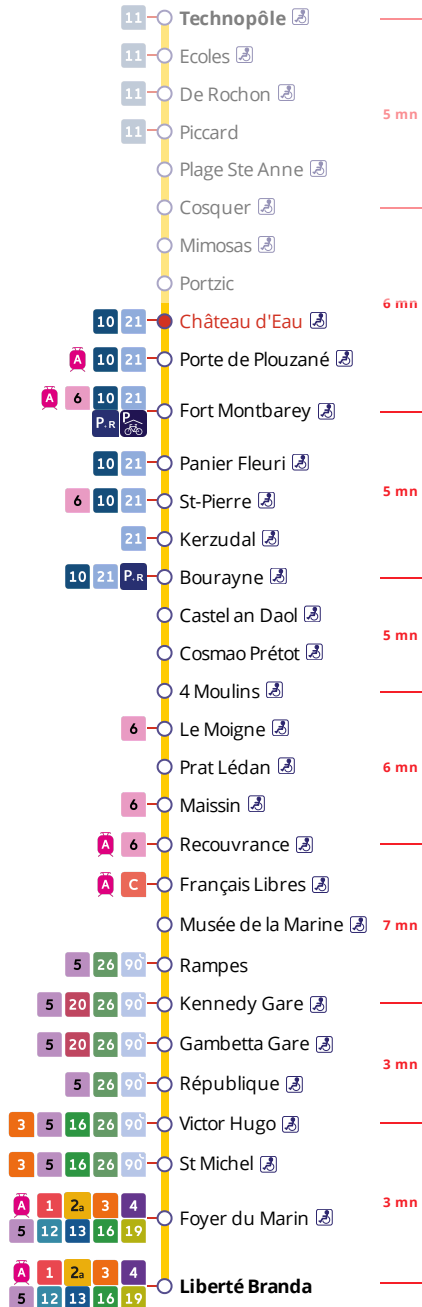 11 Technopôle
11 Ecoles
11 De Rochon
5 mn
11 Piccard
Plage Ste Anne
Cosquer
Mimosas
Portzic
6 mn
10 21 Château d'Eau
A 10 21 Porte de Plouzané
A 6 10 21
Fort Montbarey
P+R P
10 21 Panier Fleuri
5 mn
6 10 21 St-Pierre
21 Kerzudal
10 21 P+R Bourayne
Castel an Daol
5 mn
Cosmao Prétot
4 Moulins
6 Le Moigne
Prat Lédan 6 mn
6 Maissin
A 6 Recouvrance
A C Français Libres
Musée de la Marine 7 mn
5 26 90 Rampes
5 20 26 90 Kennedy Gare
5 20 26 90 Gambetta Gare
3 mn
5 26 90 République
3 5 16 26 90 Victor Hugo
3 5 16 26 90 St Michel
A 1 2a 3 4
3 mn
Foyer du Marin
5 12 13 16 19
A 1 2a 3 4
Liberté Branda
5 12 13 16 19